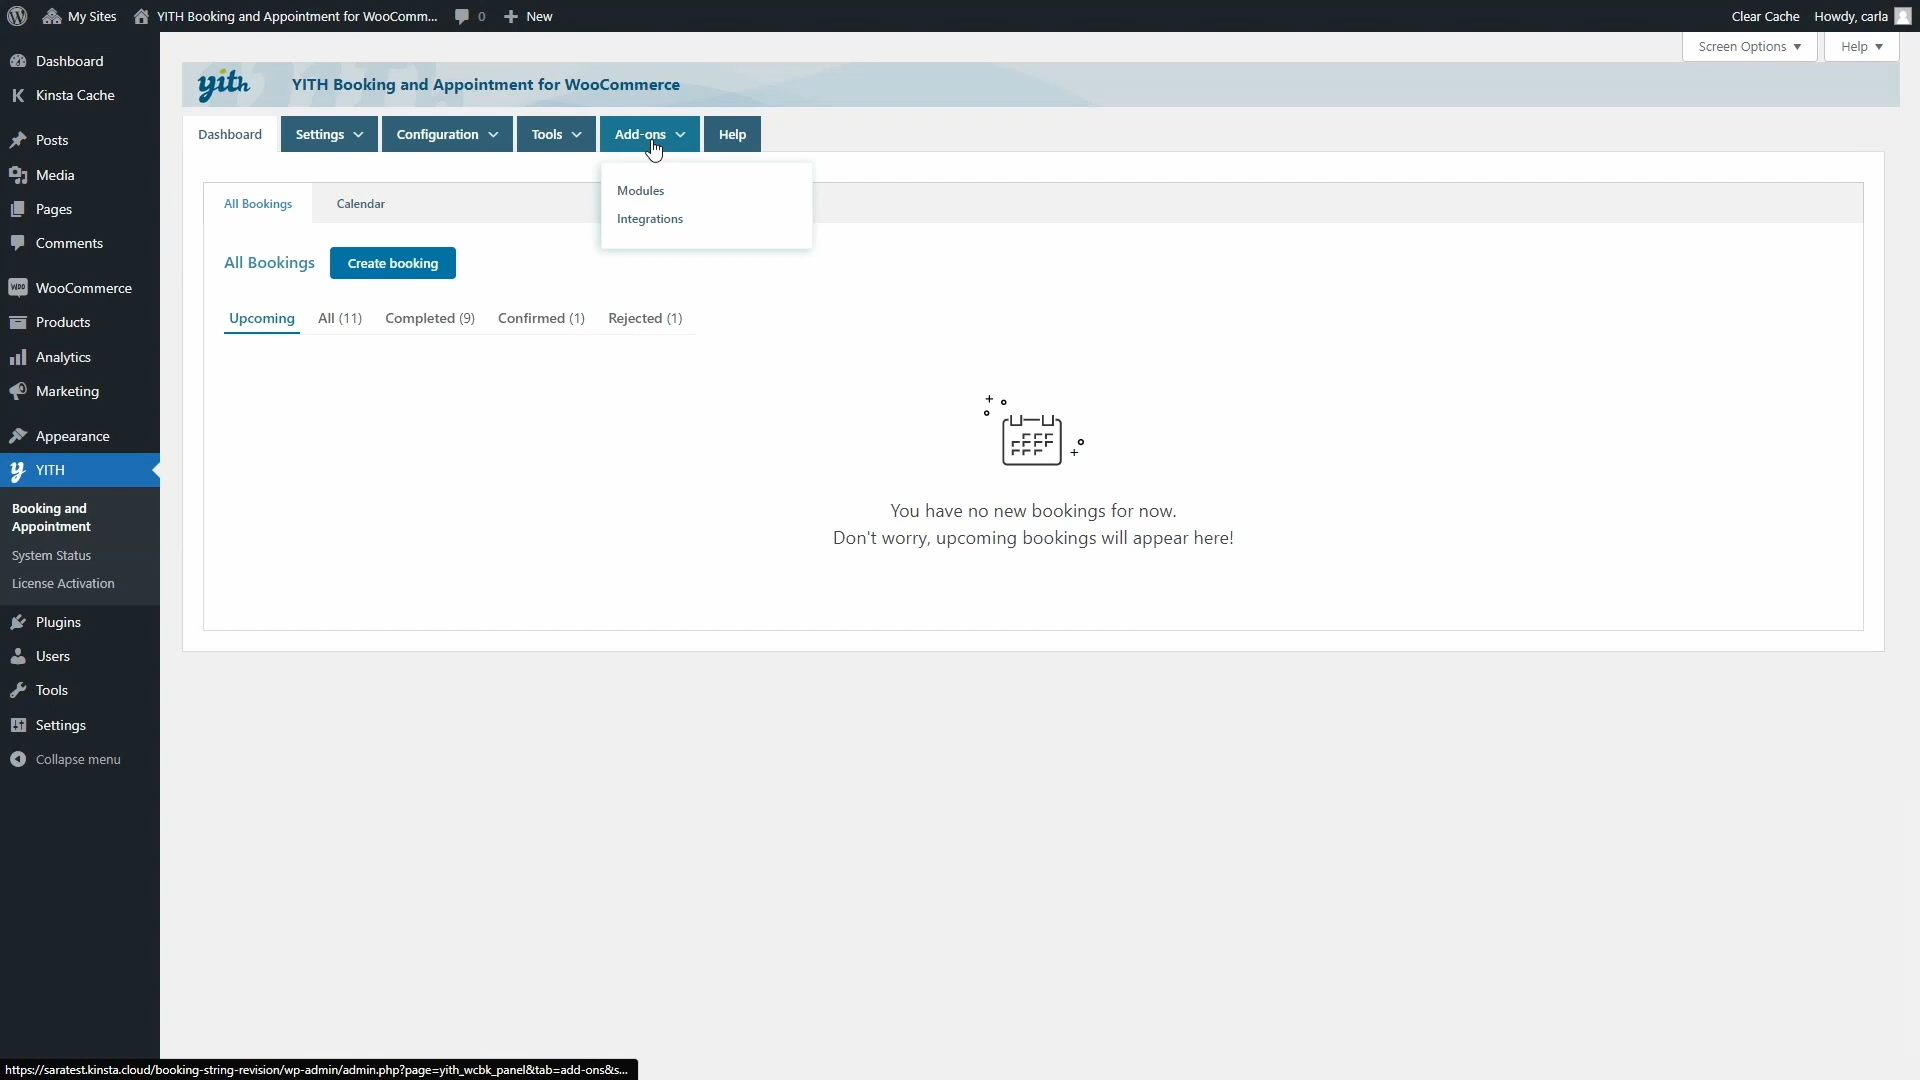 My Sites
YITH Booking and Appointment for WooComm...
0
New
Clear Cache
Howdy, carla
Screen Options
Help
Dashboard
Kinsta Cache
Posts
Media
Pages
Comments
WooCommerce
Products
Analytics
Marketing
Appearance
YITH
Booking and
Appointment
System Status
License Activation
Plugins
Users
Tools
Settings
Collapse menu
yith
YITH Booking and Appointment for WooCommerce
Dashboard
Settings
Configuration
Tools
Add-ons
Help
Modules
Integrations
All Bookings
Calendar
All Bookings
Create booking
Upcoming
All (11)
Completed (9)
Confirmed (1)
Rejected (1)
You have no new bookings for now.
Don't worry, upcoming bookings will appear here!
https://saratest.kinsta.cloud/booking-string-revision/wp-admin/admin.php?page=yith_wcbk_panel&tab=add-ons&s...